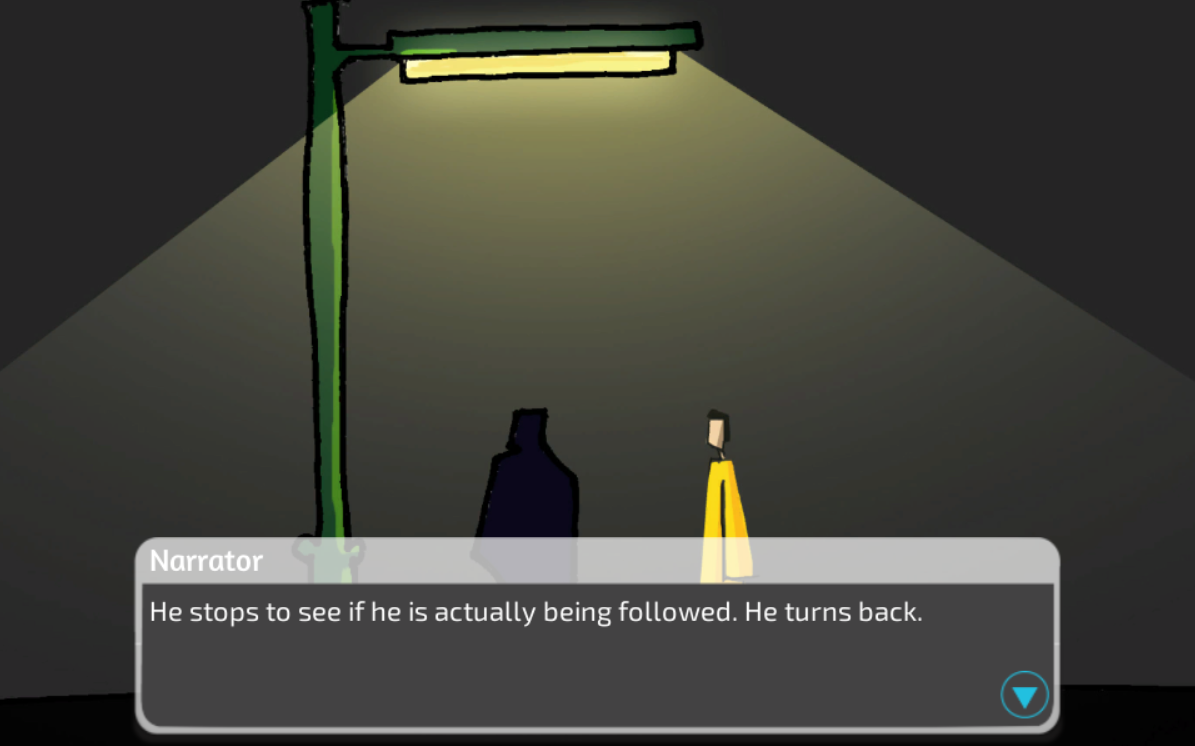 Narrator
He stops to see if he is actually being followed. He turns back.